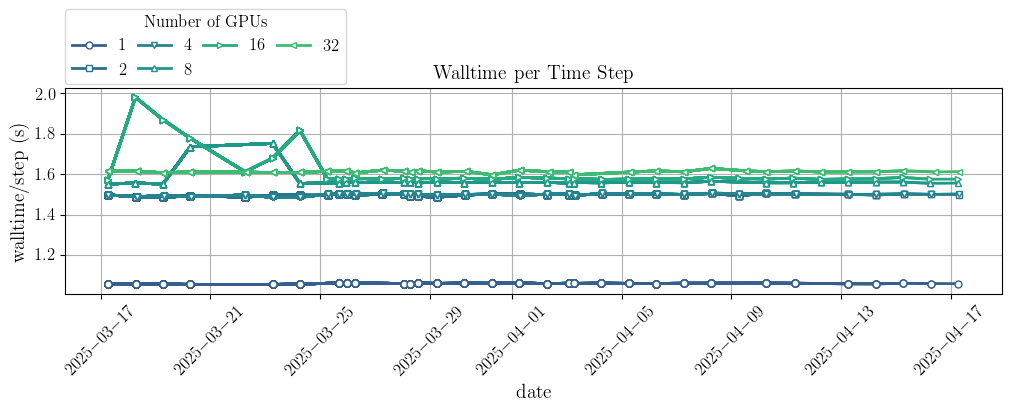 Number of GPUs
1 4 16 32
2 8
Walltime per Time Step
walltime/step (s)
2.0
1.8
1.6
1.4
1.2
2025−03−17 2025−03−21 2025−03−25 2025−03−29 2025−04−01 2025−04−05 2025−04−09 2025−04−13 2025−04−17
date